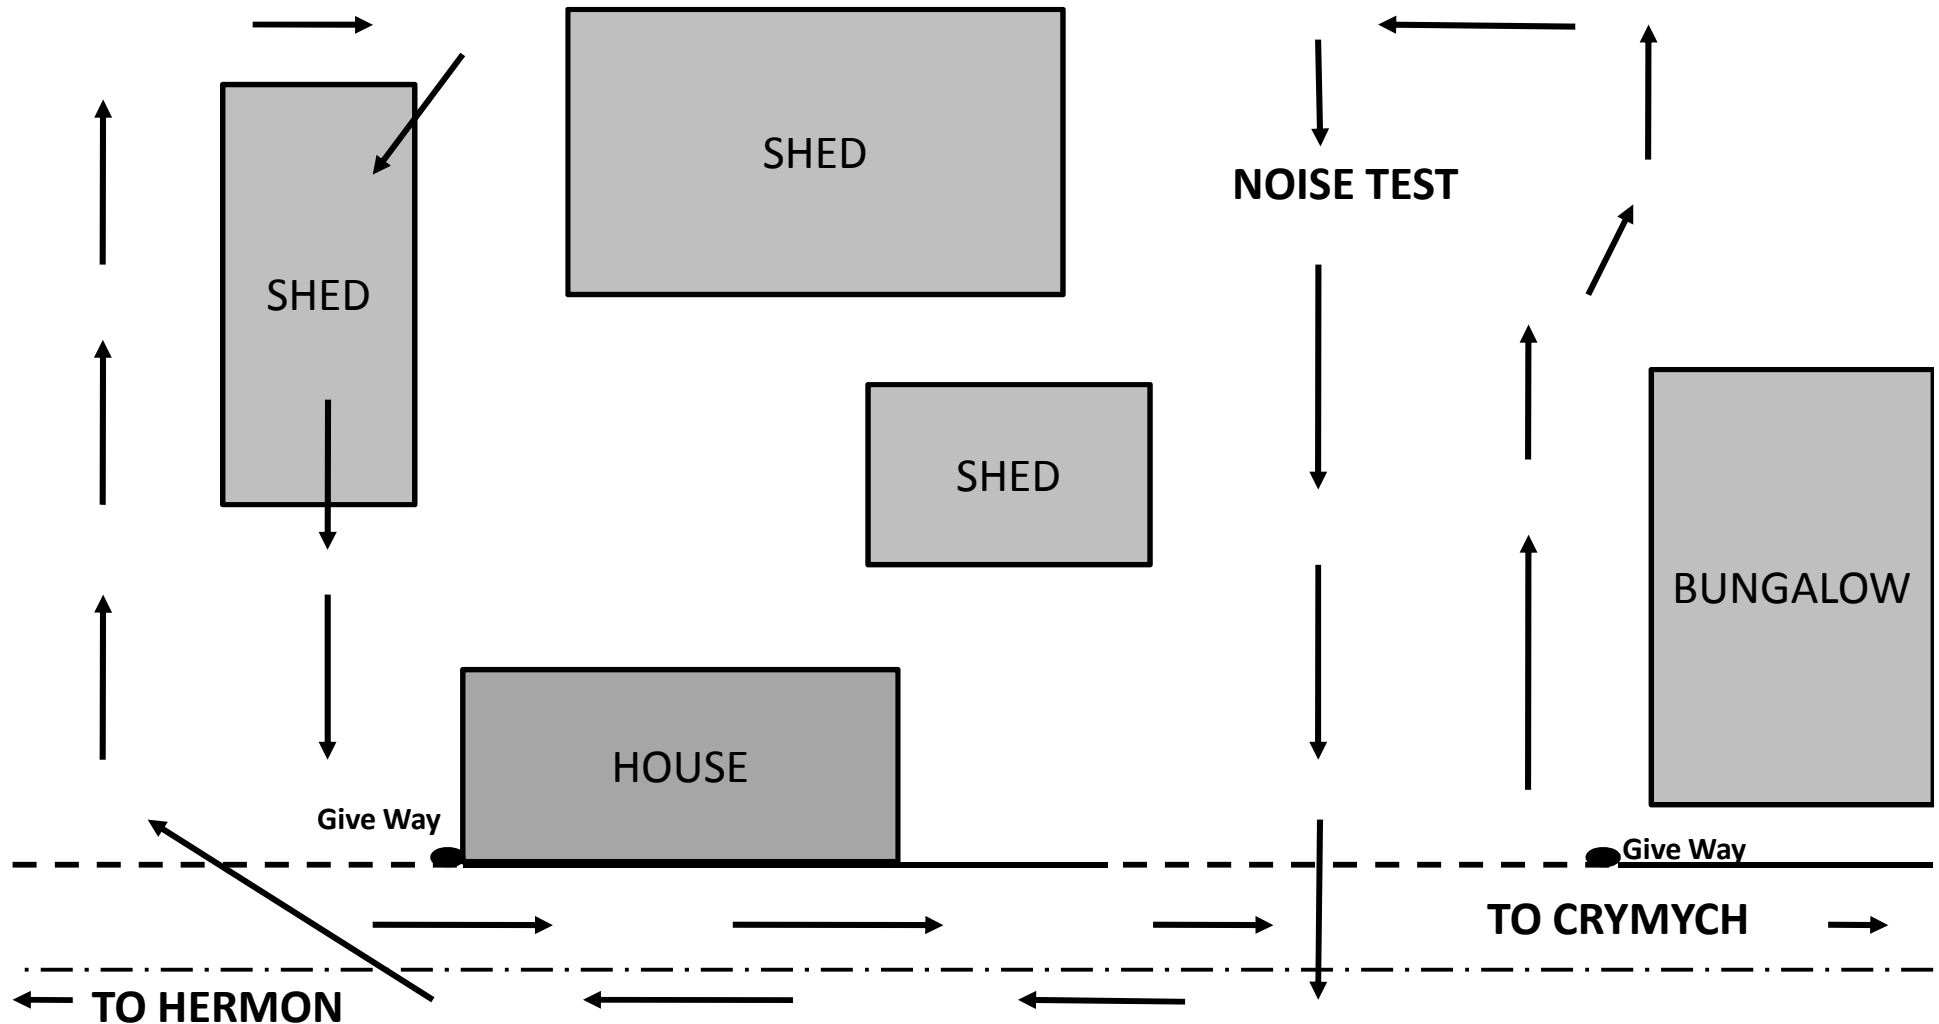 SHED
NOISE TEST
SHED
SHED
BUNGALOW
HOUSE
Give Way
Give Way
TO CRYMYCH
TO HERMON